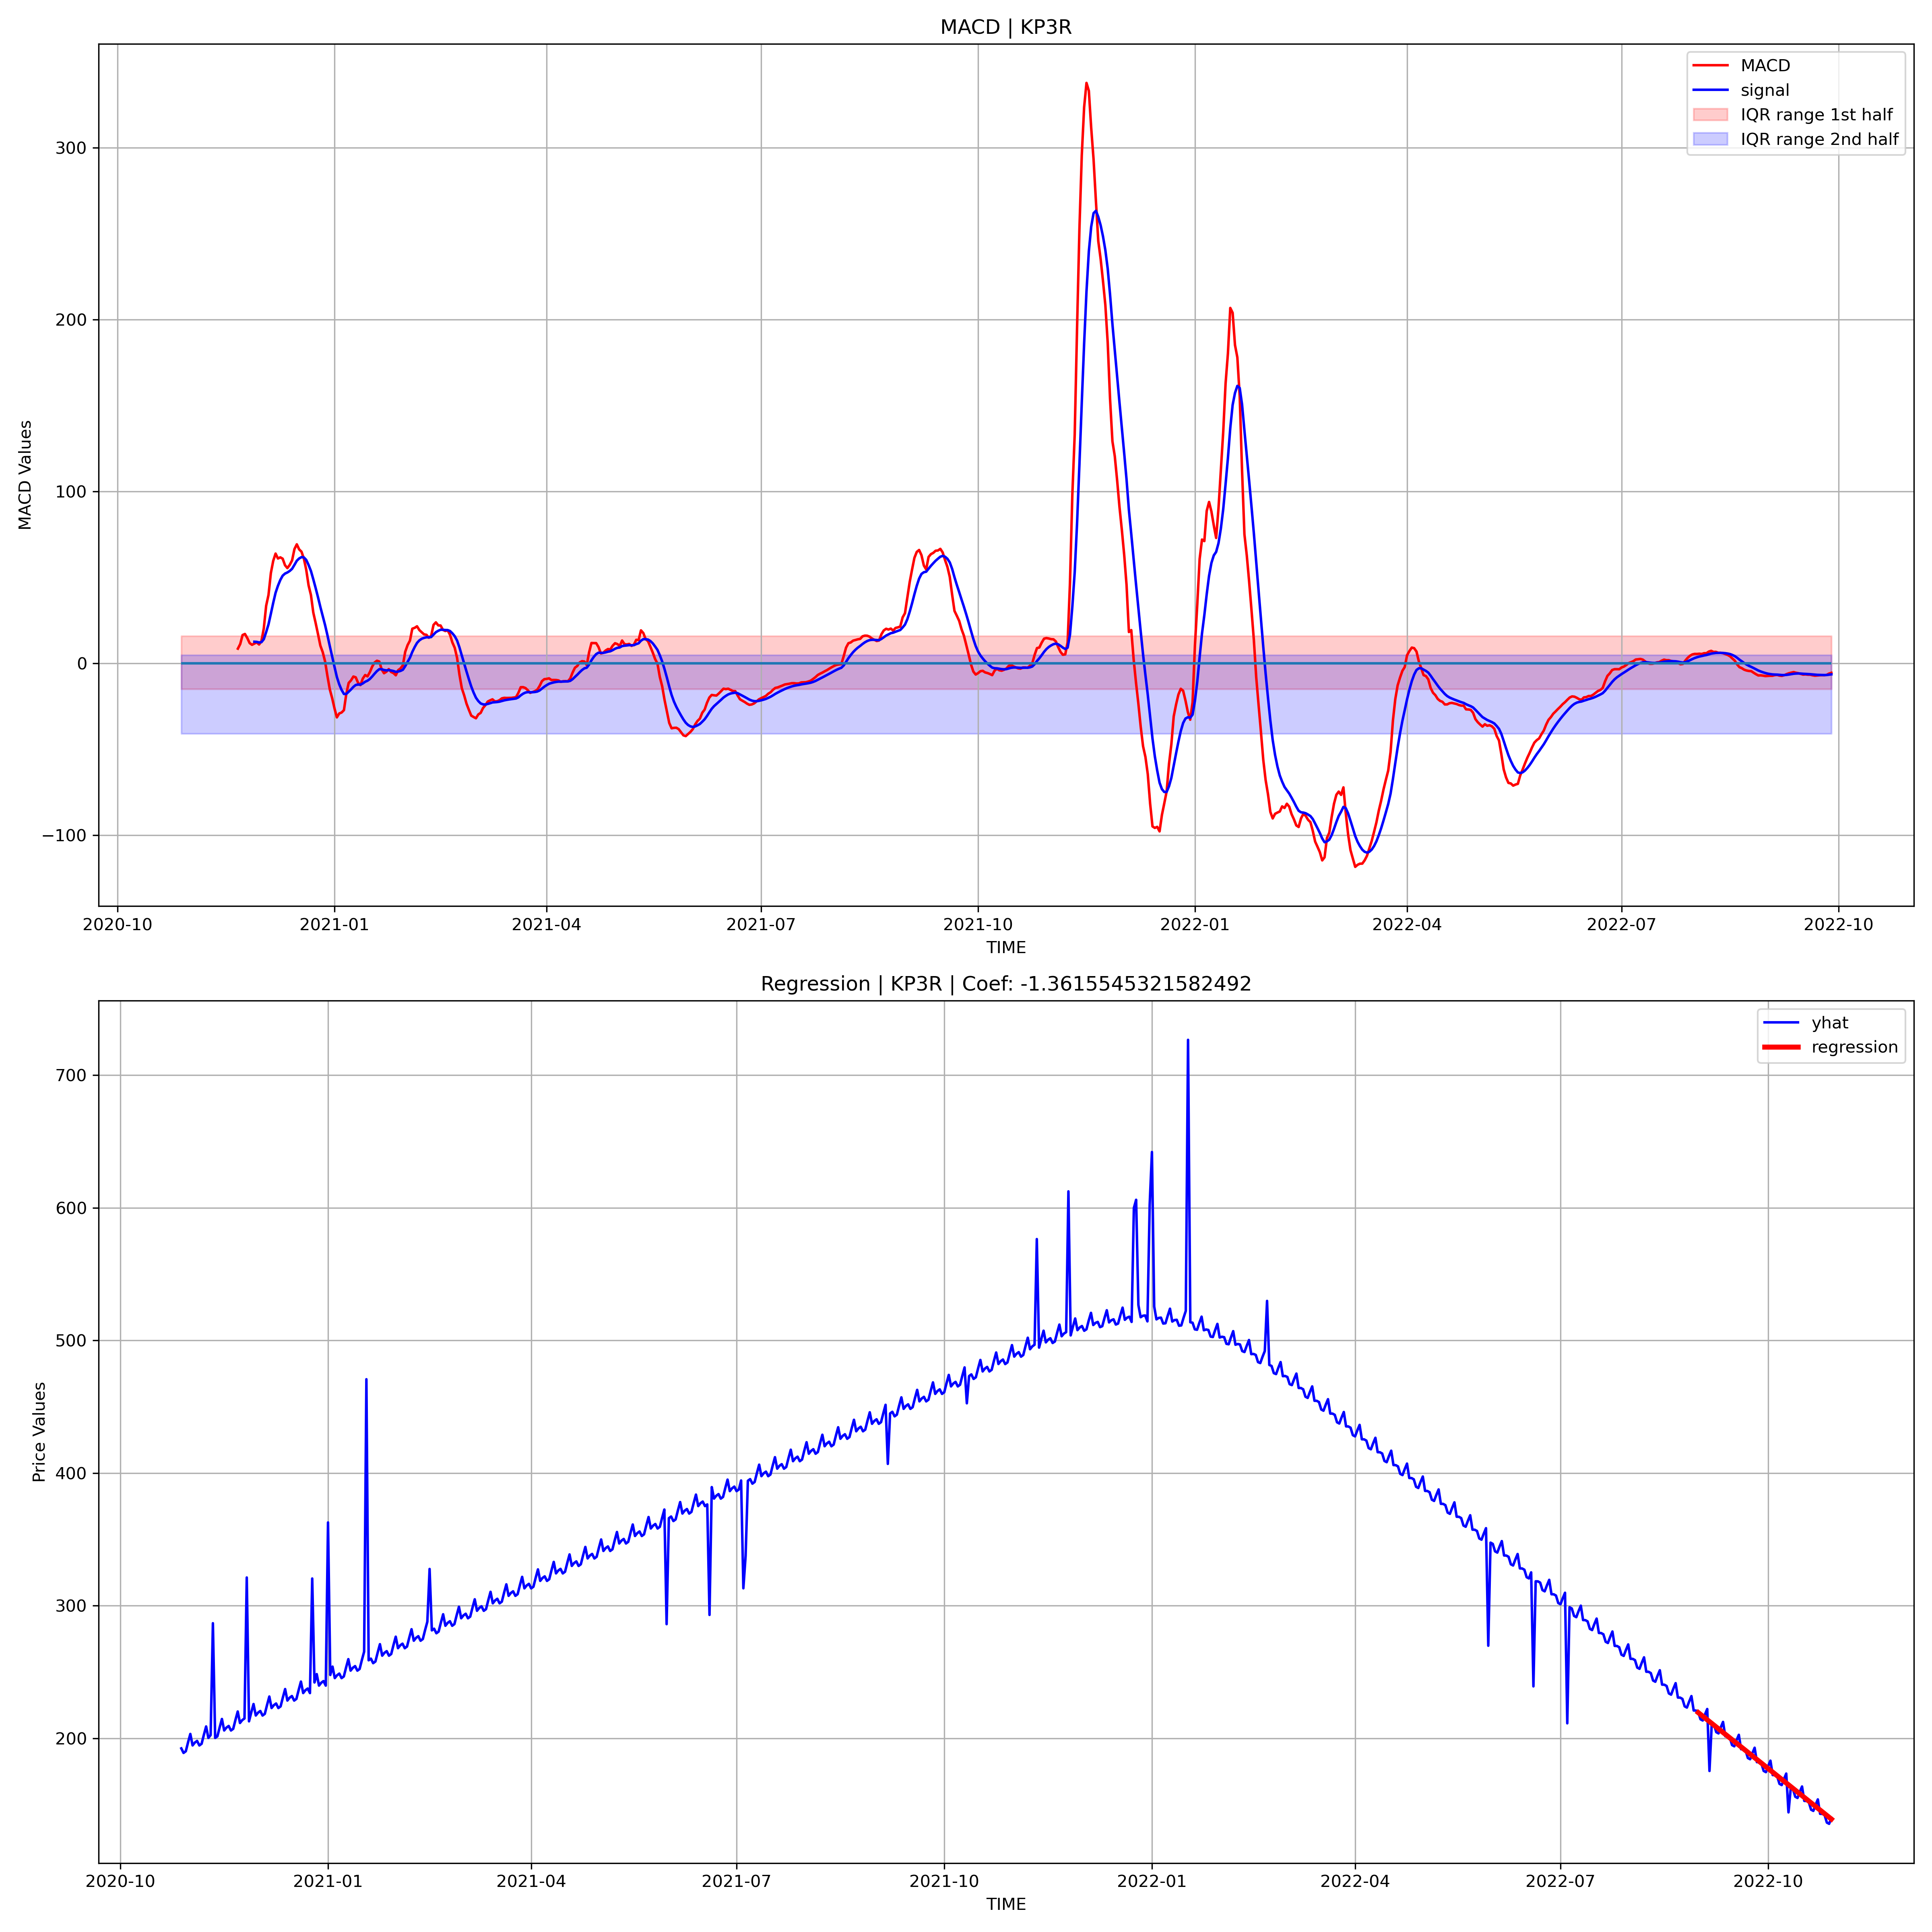 MACD | KP3R
MACD
signal
IQR range 1st half
IQR range 2nd half
MACD Values
300
200
100
0
−100
2020-10 2021-01 2021-04 2021-07 2021-10 2022-01 2022-04 2022-07 2022-10
TIME
Regression | KP3R | Coef: -1.3615545321582492
yhat
regression
Price Values
700
600
500
400
300
200
2020-10 2021-01 2021-04 2021-07 2021-10 2022-01 2022-04 2022-07 2022-10
TIME